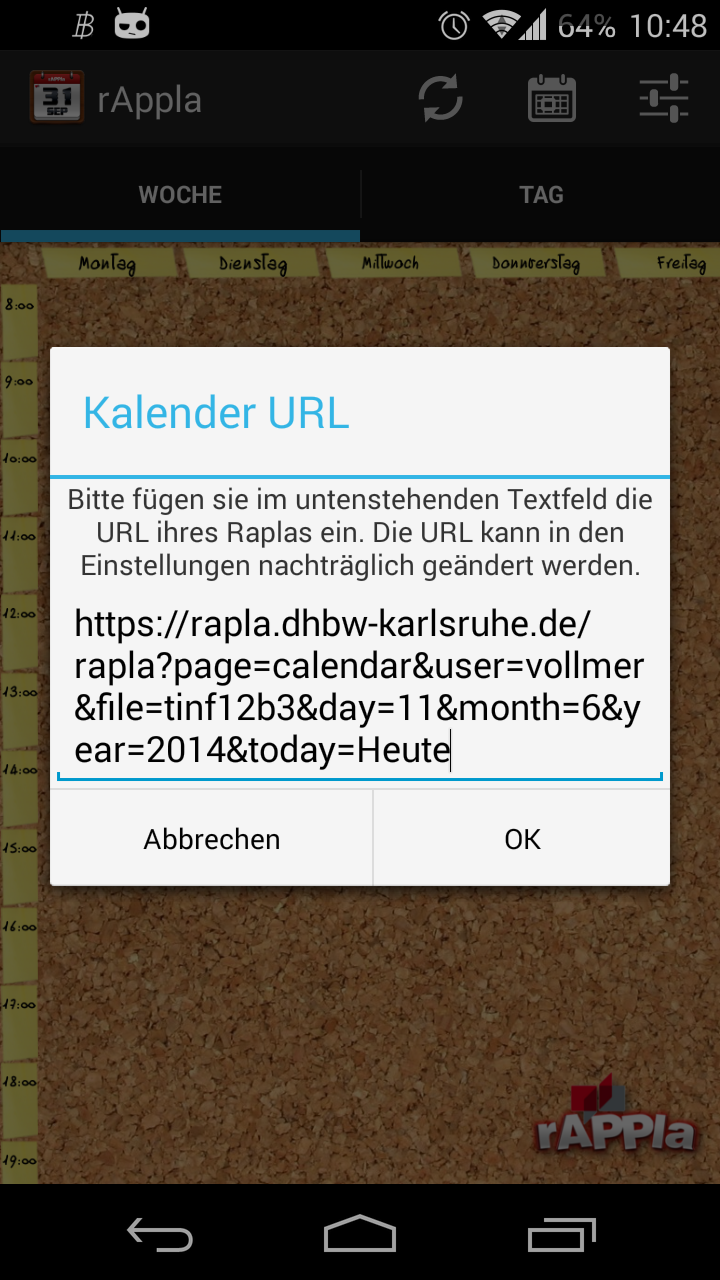 64% 10:48
rAPPla
31
SEP
rAppla
WOCHE TAG
Montag Dienstag Mittwoch Donnerstag Freitag
8:00
9:00
10:00
11:00
12:00
13:00
14:00
15:00
16:00
17:00
18:00
19:00
Kalender URL
Bitte fügen sie im untenstehenden Textfeld die
URL ihres Raplas ein. Die URL kann in den
Einstellungen nachträglich geändert werden.
https://rapla.dhbw-karlsruhe.de/
rapla?page=calendar&user=vollmer
&file=tinf12b3&day=11&month=6&y
ear=2014&today=Heute
Abbrechen OK
rAPPla